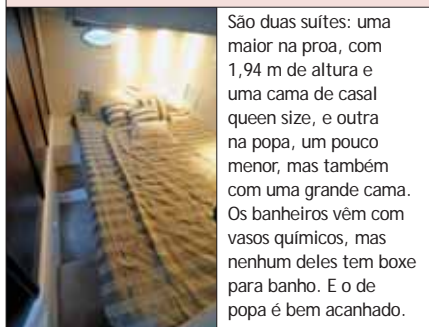 São duas suítes: uma
maior na proa, com
1,94 m de altura e
uma cama de casal
queen size, e outra
na popa, um pouco
menor, mas também
com uma grande cama.
Os banheiros vêm com
vasos químicos, mas
nenhum deles tem boxe
para banho. E o de
popa é bem acanhado.